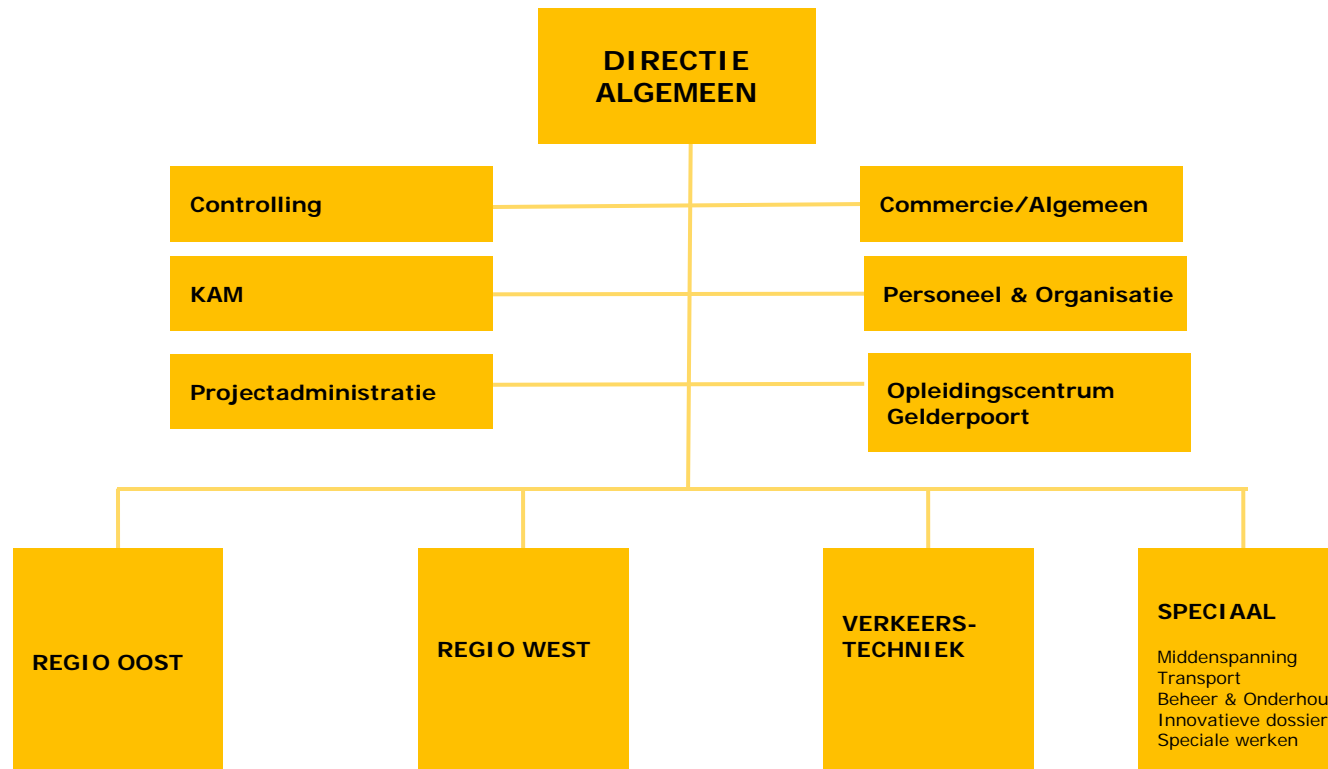 DIRECTIE
ALGEMEEN
Controlling
Commercie/Algemeen
KAM
Personeel & Organisatie
Projectadministratie
Opleidingscentrum
Gelderpoort
REGIO OOST
REGIO WEST
VERKEERS-
TECHNIEK
SPECIAAL
Middenspanning
Transport
Beheer & Onderhou
Innovatieve dossier
Speciale werken